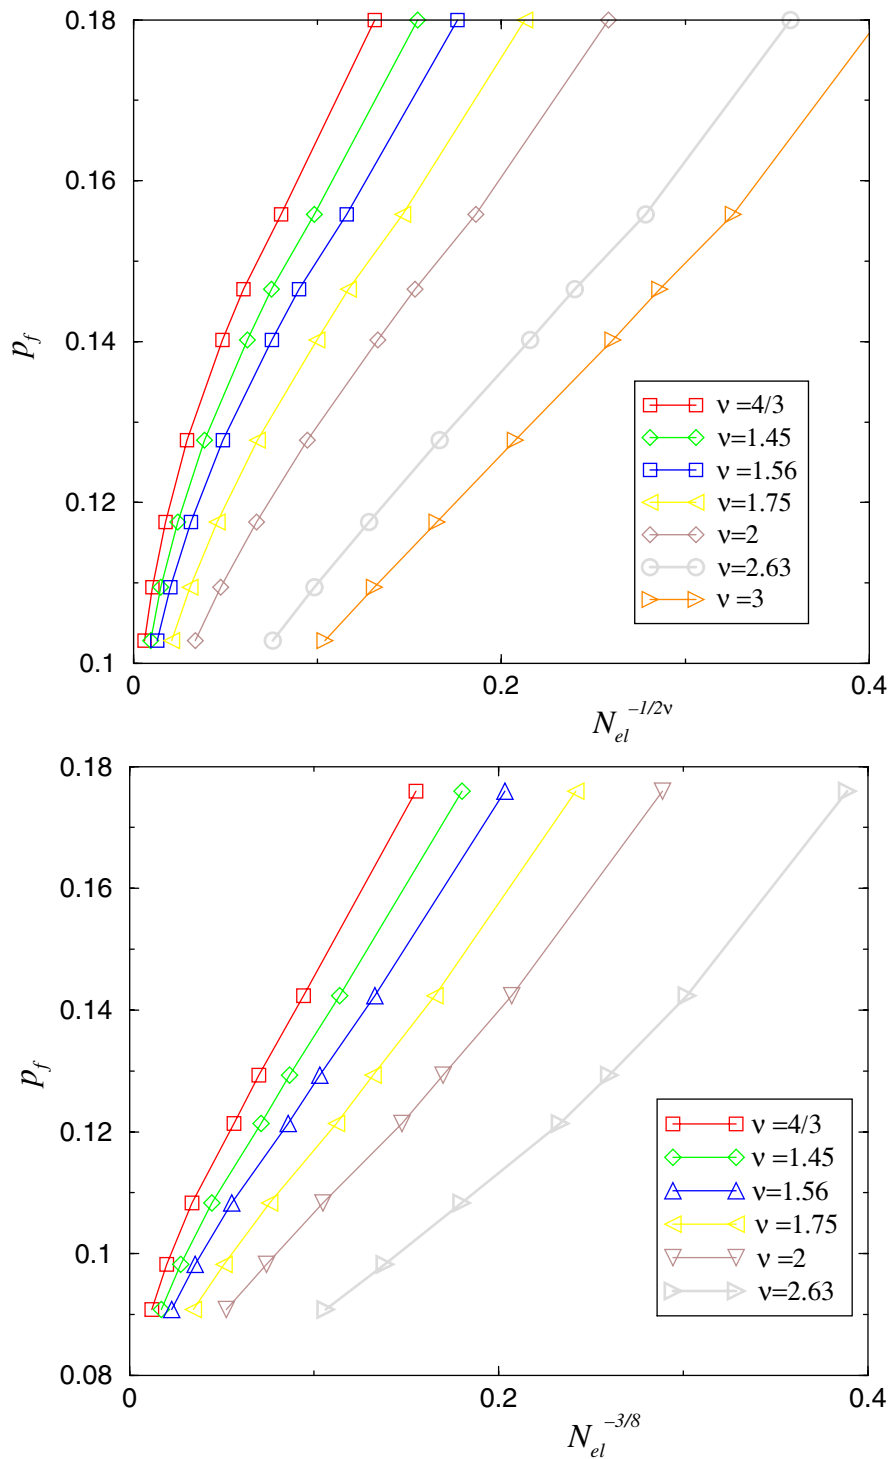 0.18
0.16
0.14
0.12
0.1
p_f
ν =4/3
ν=1.45
ν =1.56
ν=1.75
ν=2
ν=2.63
ν =3
0 0.2 0.4
N_el^−1/2ν
0.18
0.16
0.14
0.12
0.1
0.08
p_f
ν =4/3
ν =1.45
ν=1.56
ν =1.75
ν =2
ν=2.63
0 0.2 0.4
N_el^−3/8